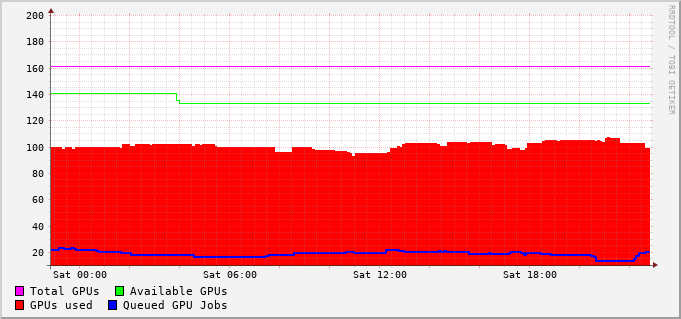 200
180
160
140
120
100
80
60
40
20
Sat 00:00 Sat 06:00 Sat 12:00 Sat 18:00
Total GPUs Available GPUs
GPUs used Queued GPU Jobs
RRDTOOL / TOBI OETIKER